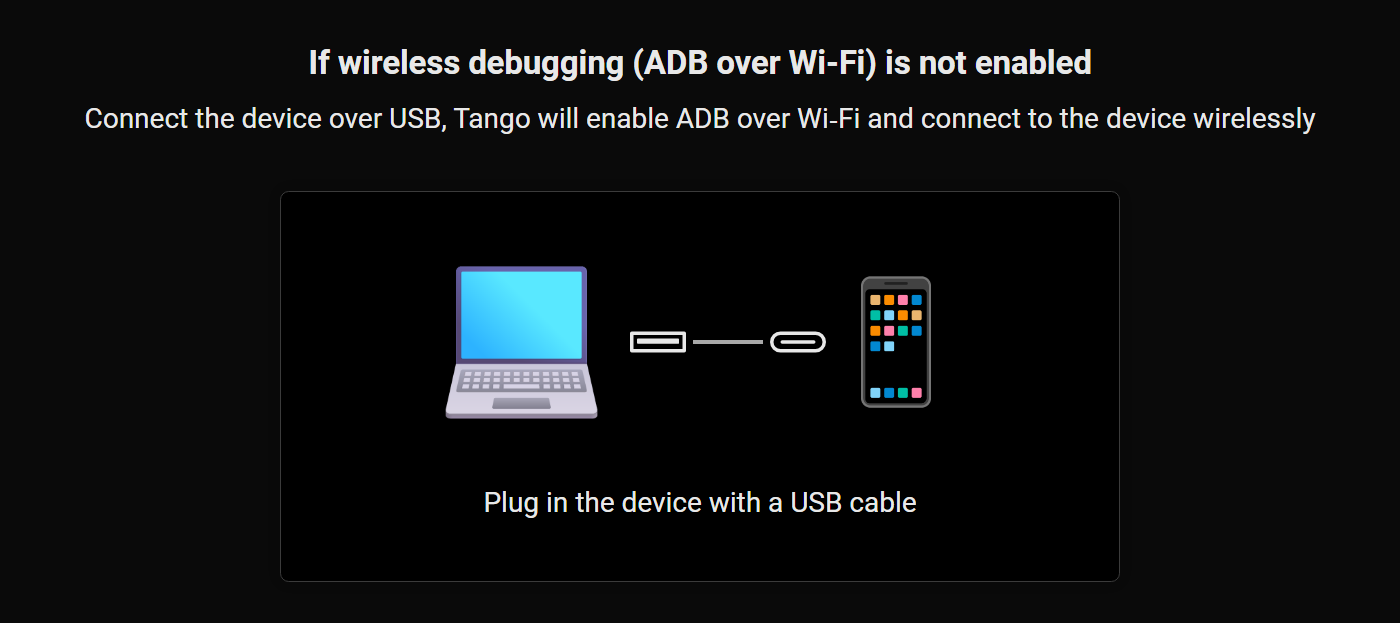 If wireless debugging (ADB over Wi-Fi) is not enabled
Connect the device over USB, Tango will enable ADB over Wi-Fi and connect to the device wirelessly
Plug in the device with a USB cable